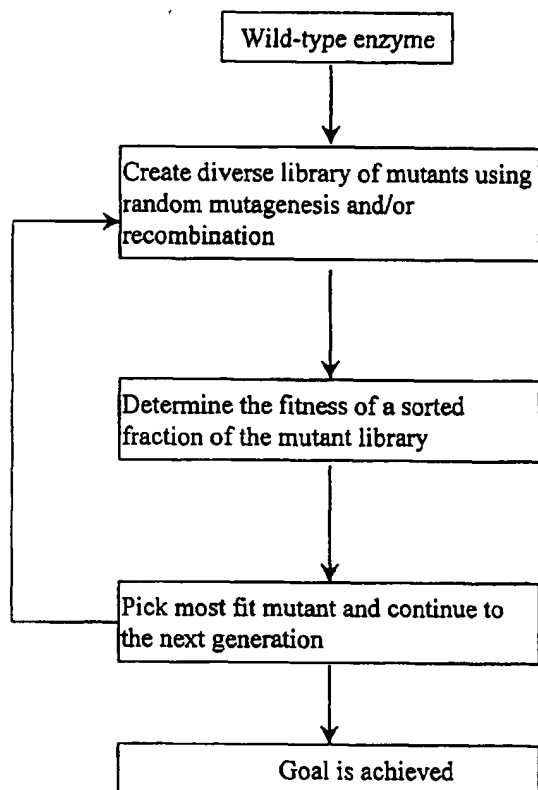 Wild-type enzyme
Create diverse library of mutants using
random mutagenesis and/or
recombination
Determine the fitness of a sorted
fraction of the mutant library
Pick most fit mutant and continue to
the next generation
Goal is achieved